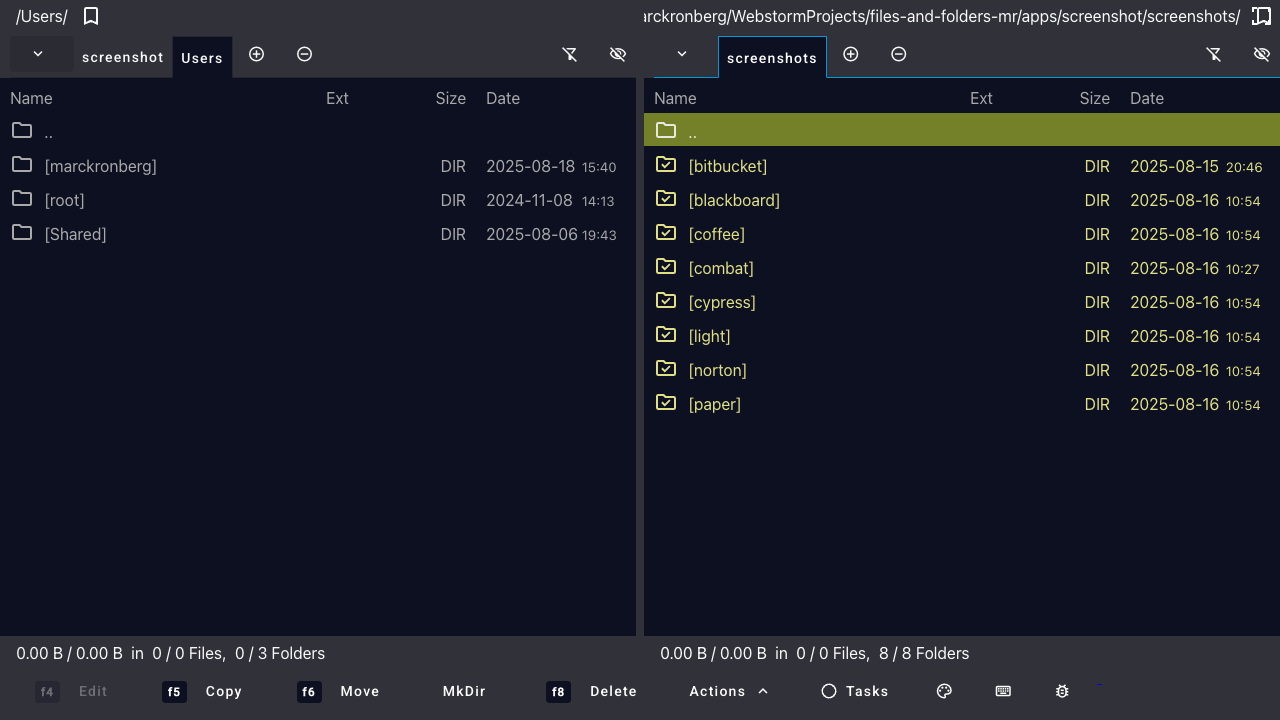 /Users/
screenshot Users
Name Ext Size Date
..
[marckronberg] DIR 2025-08-18 15:40
[root] DIR 2024-11-08 14:13
[Shared] DIR 2025-08-06 19:43
0.00 B / 0.00 B in 0 / 0 Files, 0 / 3 Folders
arckronberg/WebstormProjects/files-and-folders-mr/apps/screenshot/screenshots/
screenshots
Name Ext Size Date
..
[bitbucket] DIR 2025-08-15 20:46
[blackboard] DIR 2025-08-16 10:54
[coffee] DIR 2025-08-16 10:54
[combat] DIR 2025-08-16 10:27
[cypress] DIR 2025-08-16 10:54
[light] DIR 2025-08-16 10:54
[norton] DIR 2025-08-16 10:54
[paper] DIR 2025-08-16 10:54
0.00 B / 0.00 B in 0 / 0 Files, 8 / 8 Folders
f4 Edit f5 Copy f6 Move MkDir f8 Delete Actions Tasks